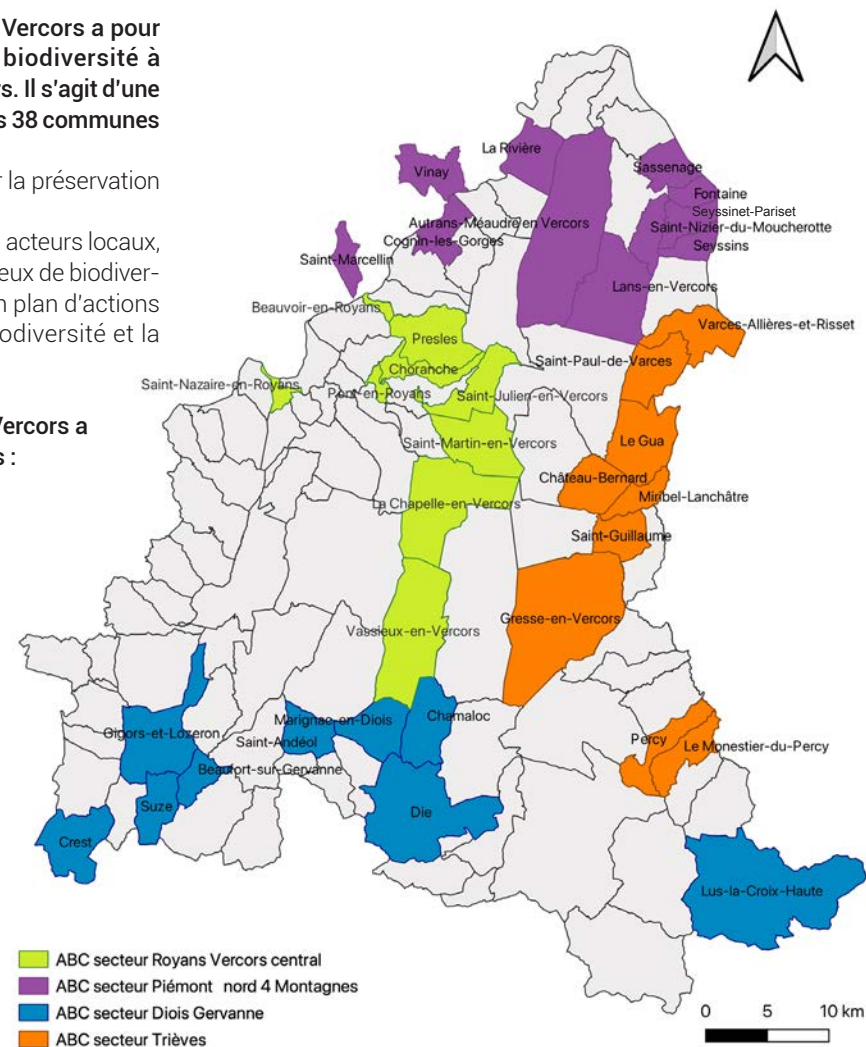 Vercors a pour
biodiversité à
rs. Il s'agit d'une
s 38 communes
r la préservation
acteurs locaux,
eux de biodiver-
n plan d'actions
odiversité et la
Vercors a
s :
La Rivière
Vinay
Sassenage
Fontaine
Seyssinet-Pariset
Autrans-Méaudre en Vercors
Saint-Nizier-du-Moucherotte
Cognin-les-Gorges
Seyssins
Saint-Marcellin
Lans-en-Vercors
Beauvoir-en-Royans
Varces-Allières-et-Risset
Presles
Saint-Paul-de-Varces
Choranche
Saint-Nazaire-en-Royans
Pont-en-Royans
Saint-Julien-en-Vercors
Saint-Martin-en-Vercors
Le Gua
Château-Bernard
Miribel-Lanchâtre
La Chapelle-en-Vercors
Saint-Guillaume
Gresse-en-Vercors
Vassieux-en-Vercors
Marignac-en-Diois
Chamaloc
Gigors-et-Lozeron
Saint-Andéol
Percy
Le Monestier-du-Percy
Beaufort-sur-Gervanne
Suze
Die
Crest
Lus-la-Croix-Haute
ABC secteur Royans Vercors central
ABC secteur Piémont nord 4 Montagnes
ABC secteur Diois Gervanne
ABC secteur Trièves
0 5 10 km